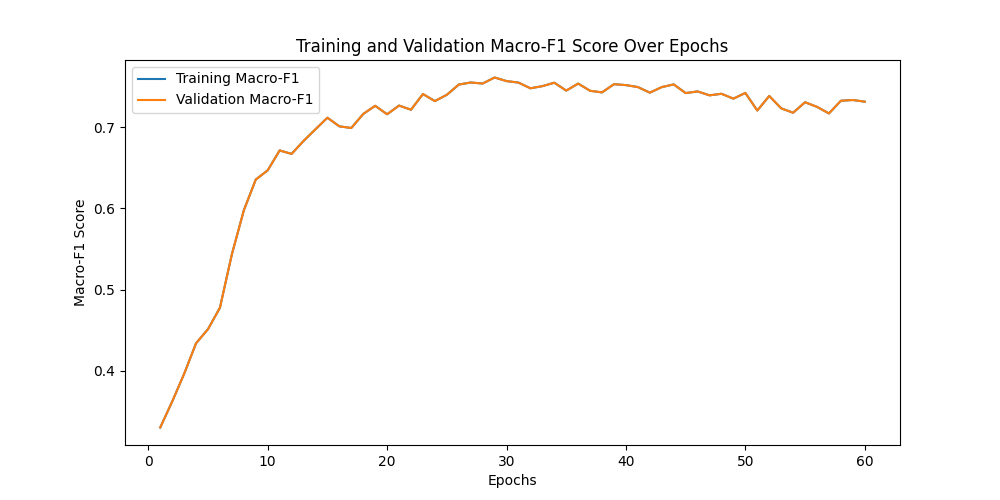 Training and Validation Macro-F1 Score Over Epochs
Training Macro-F1
Validation Macro-F1
Macro-F1 Score
0.7
0.6
0.5
0.4
0 10 20 30 40 50 60
Epochs